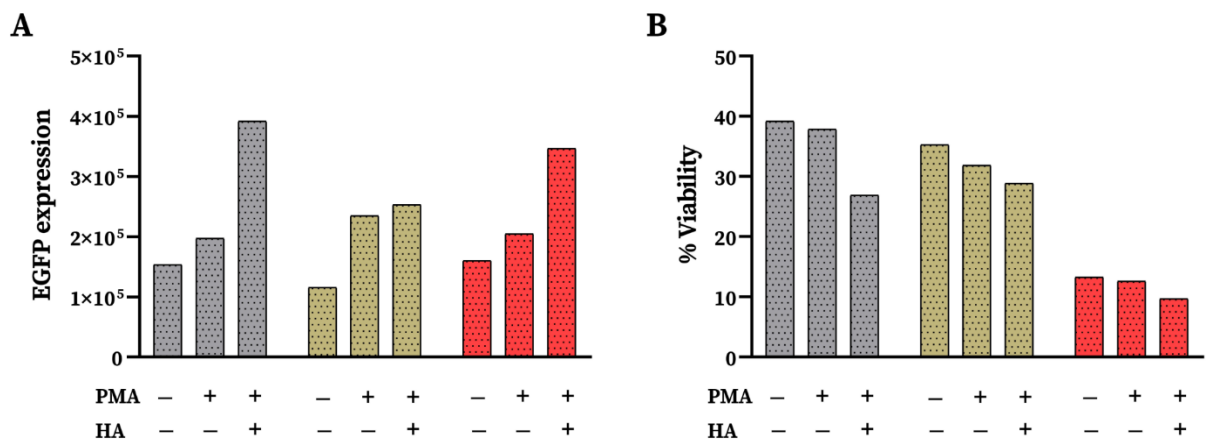 A
EGFP expression
5×10⁵
4×10⁵
3×10⁵
2×10⁵
1×10⁵
0
PMA – + + – + + – + +
HA – – + – – + – – +
B
% Viability
50
40
30
20
10
0
PMA – + + – + + – + +
HA – – + – – + – – +